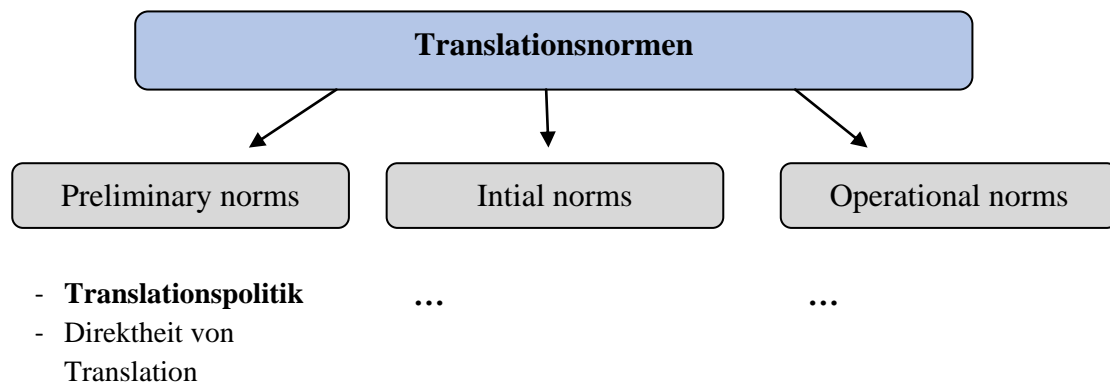 Translationsnormen
Preliminary norms
Intial norms
Operational norms
- Translationspolitik
- Direktheit von
Translation
...
...